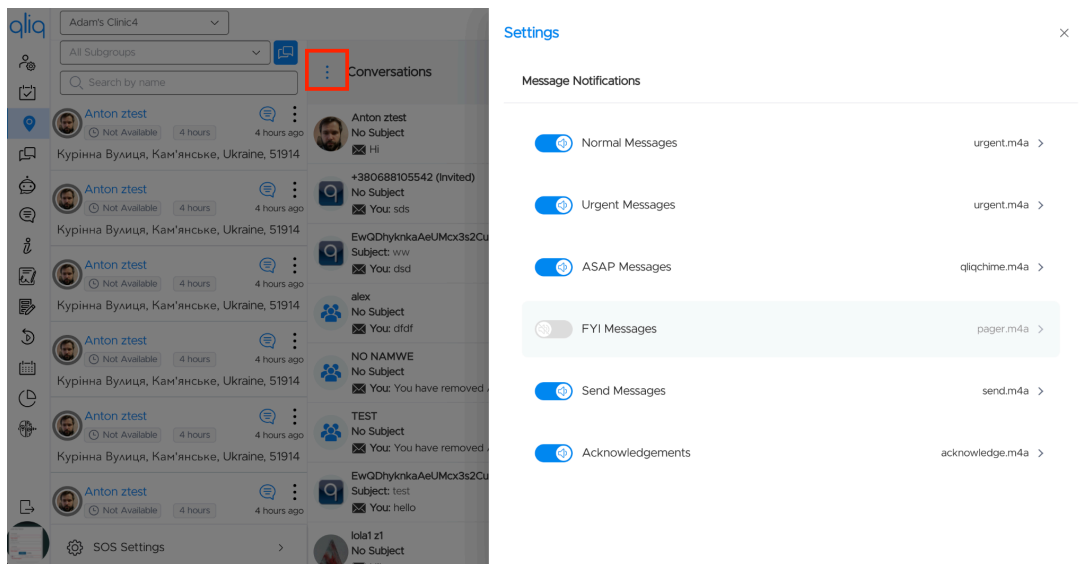 qliq
Adam's Clinic4
All Subgroups
Search by name
Anton ztest
Not Available
4 hours
4 hours ago
Курінна Вулиця, Кам'янське, Ukraine, 51914
Anton ztest
Not Available
4 hours
4 hours ago
Курінна Вулиця, Кам'янське, Ukraine, 51914
Anton ztest
Not Available
4 hours
4 hours ago
Курінна Вулиця, Кам'янське, Ukraine, 51914
Anton ztest
Not Available
4 hours
4 hours ago
Курінна Вулиця, Кам'янське, Ukraine, 51914
Anton ztest
Not Available
4 hours
4 hours ago
Курінна Вулиця, Кам'янське, Ukraine, 51914
Anton ztest
Not Available
4 hours
4 hours ago
SOS Settings
Conversations
Anton ztest
No Subject
Hi
+380688105542 (Invited)
No Subject
You: sds
EwQDhyknkaAeUMcx3s2Cu
Subject: ww
You: dsd
alex
No Subject
You: dfdf
NO NAMWE
No Subject
You: You have removed
TEST
No Subject
You: You have removed
EwQDhyknkaAeUMcx3s2Cu
Subject: test
You: hello
lola1 z1
No Subject
Settings
Message Notifications
Normal Messages
urgent.m4a
Urgent Messages
urgent.m4a
ASAP Messages
qliqchime.m4a
FYI Messages
pager.m4a
Send Messages
send.m4a
Acknowledgements
acknowledge.m4a